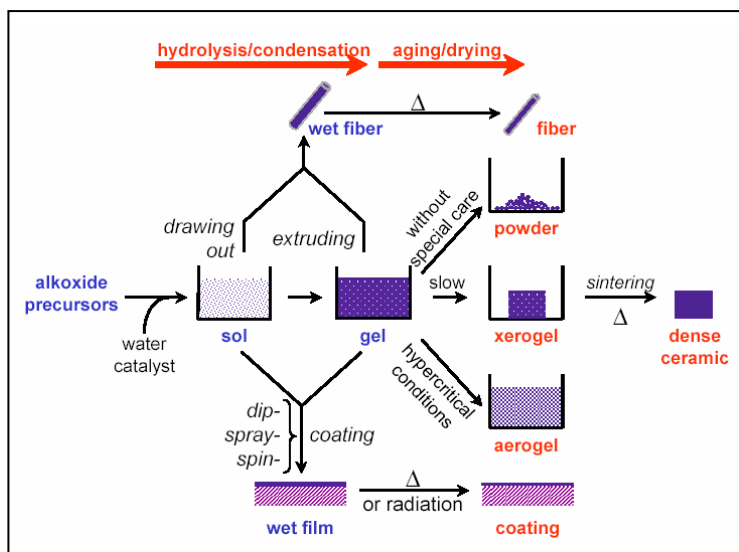 hydrolysis/condensation
aging/drying
Δ
wet fiber
fiber
drawing
out
extruding
without
special care
powder
alkoxide
precursors
water
catalyst
sol
gel
slow
xerogel
sintering
Δ
dense
ceramic
hypercritical
conditions
aerogel
dip-
spray-
spin-
coating
wet film
Δ
or radiation
coating